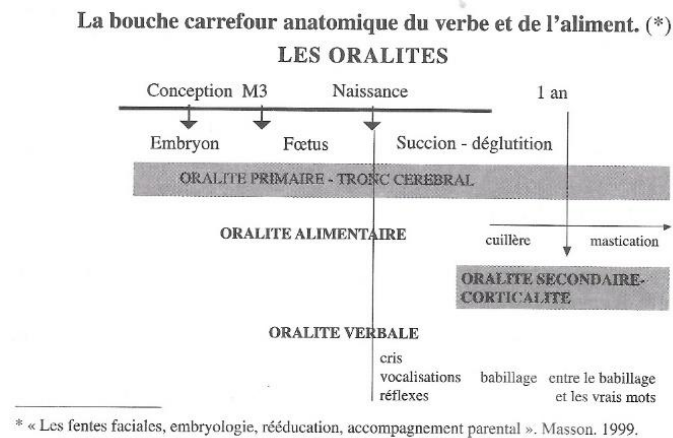 La bouche carrefour anatomique du verbe et de l'aliment. (*)
LES ORALITES
Conception M3 Naissance 1 an
Embryon Fœtus Succion - déglutition
ORALITE PRIMAIRE - TRONC CEREBRAL
ORALITE ALIMENTAIRE
cuillère mastication
ORALITE SECONDAIRE-
CORTICALITE
ORALITE VERBALE
cris
vocalisations babillage entre le babillage
réflexes et les vrais mots
* « Les fentes faciales, embryologie, rééducation, accompagnement parental ». Masson. 1999.